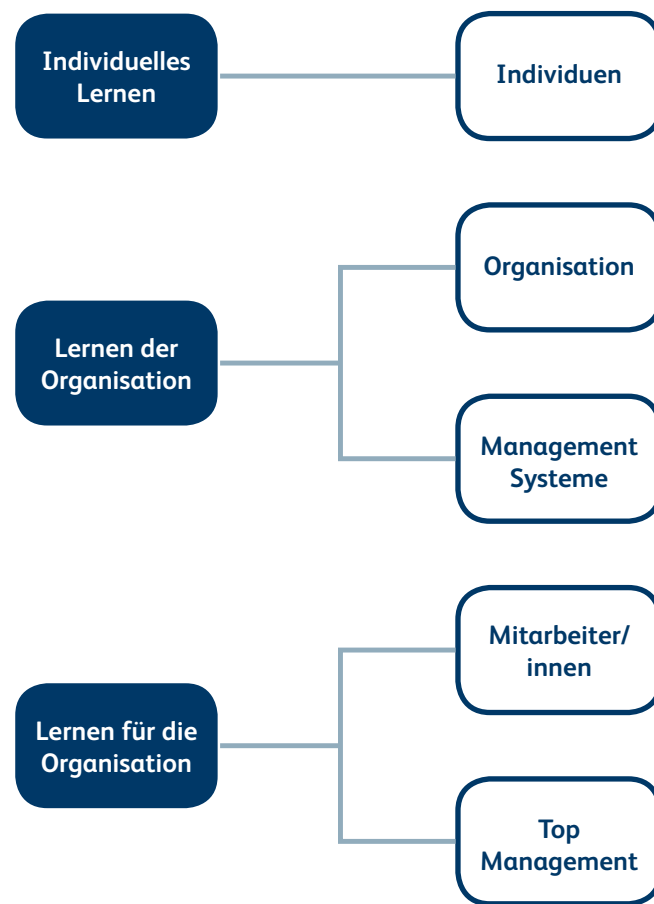 Individuelles
Lernen
Individuen
Organisation
Lernen der
Organisation
Management
Systeme
Mitarbeiter/
innen
Lernen für die
Organisation
Top
Management